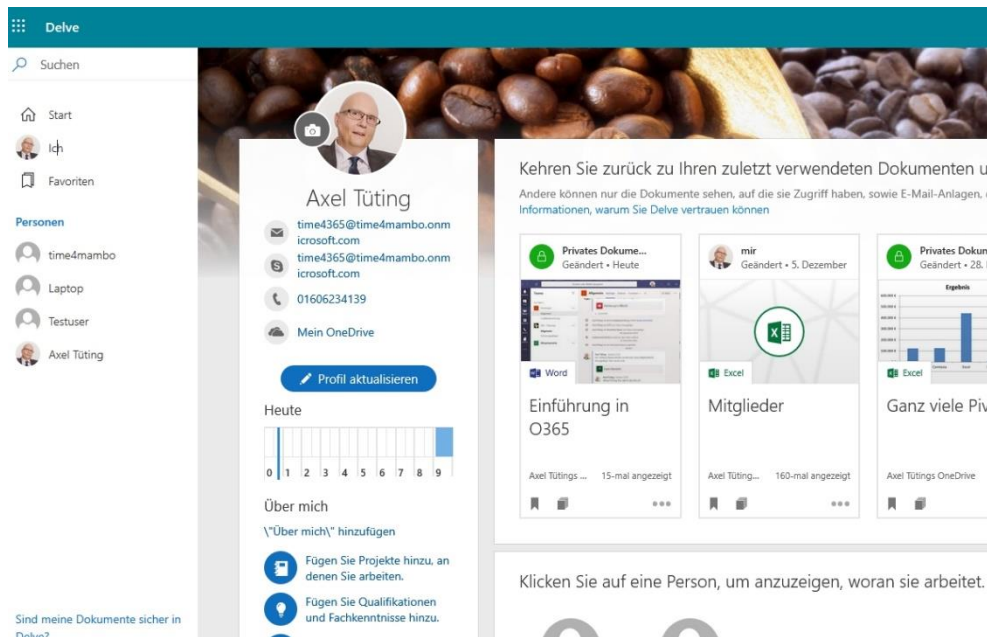 Delve
Suchen
Start
Ich
Favoriten
Personen
time4mambo
Laptop
Testuser
Axel Tüting
Sind meine Dokumente sicher in
Delve?
Axel Tüting
time4365@time4mambo.onm
icrosoft.com
time4365@time4mambo.onm
icrosoft.com
01606234139
Mein OneDrive
Profil aktualisieren
Heute
0 1 2 3 4 5 6 7 8 9
Über mich
\"Über mich\" hinzufügen
Fügen Sie Projekte hinzu, an
denen Sie arbeiten.
Fügen Sie Qualifikationen
und Fachkenntnisse hinzu.
Kehren Sie zurück zu Ihren zuletzt verwendeten Dokumenten u
Andere können nur die Dokumente sehen, auf die sie Zugriff haben, sowie E-Mail-Anlagen,
Informationen, warum Sie Delve vertrauen können
Privates Dokume...
Geändert • Heute
Word
Einführung in
O365
Axel Tütings ... 15-mal angezeigt
mir
Geändert • 5. Dezember
Excel
Mitglieder
Axel Tüting... 160-mal angezeigt
Privates Dokun
Geändert • 28.
Ergebnis
Excel
Ganz viele Piv
Axel Tütings OneDrive
Klicken Sie auf eine Person, um anzuzeigen, woran sie arbeitet.